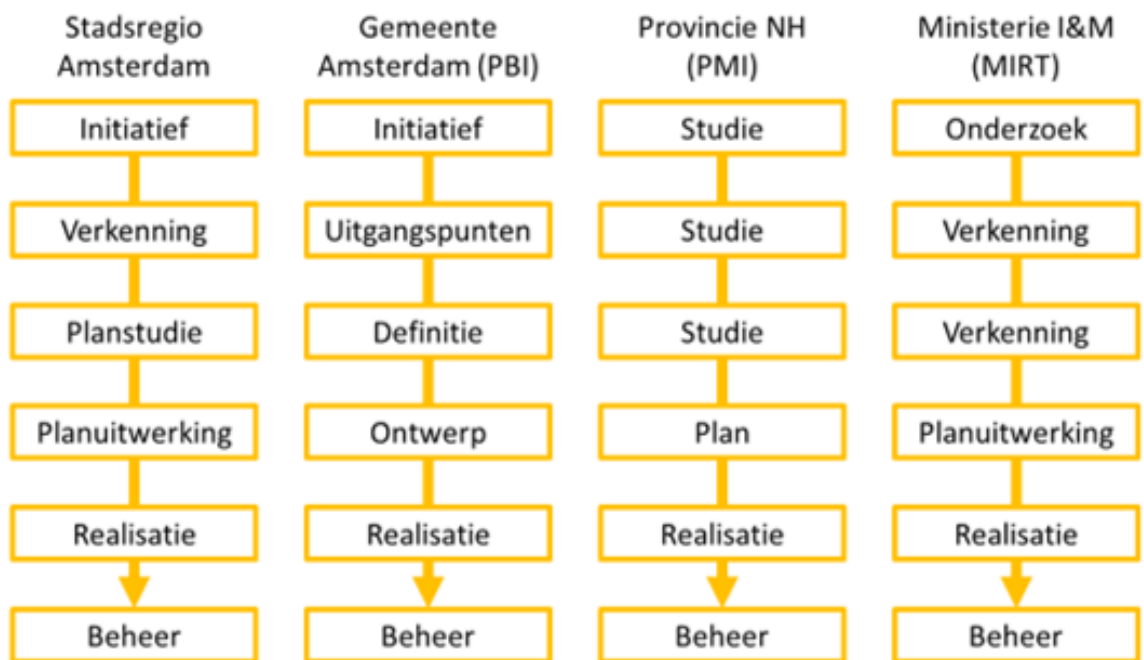 Stadsregio
Amsterdam
Gemeente
Amsterdam (PBI)
Provincie NH
(PMI)
Ministerie I&M
(MIRT)
Initiatief
Initiatief
Studie
Onderzoek
Verkenning
Uitgangspunten
Studie
Verkenning
Planstudie
Definitie
Studie
Verkenning
Planuitwerking
Ontwerp
Plan
Planuitwerking
Realisatie
Realisatie
Realisatie
Realisatie
Beheer
Beheer
Beheer
Beheer